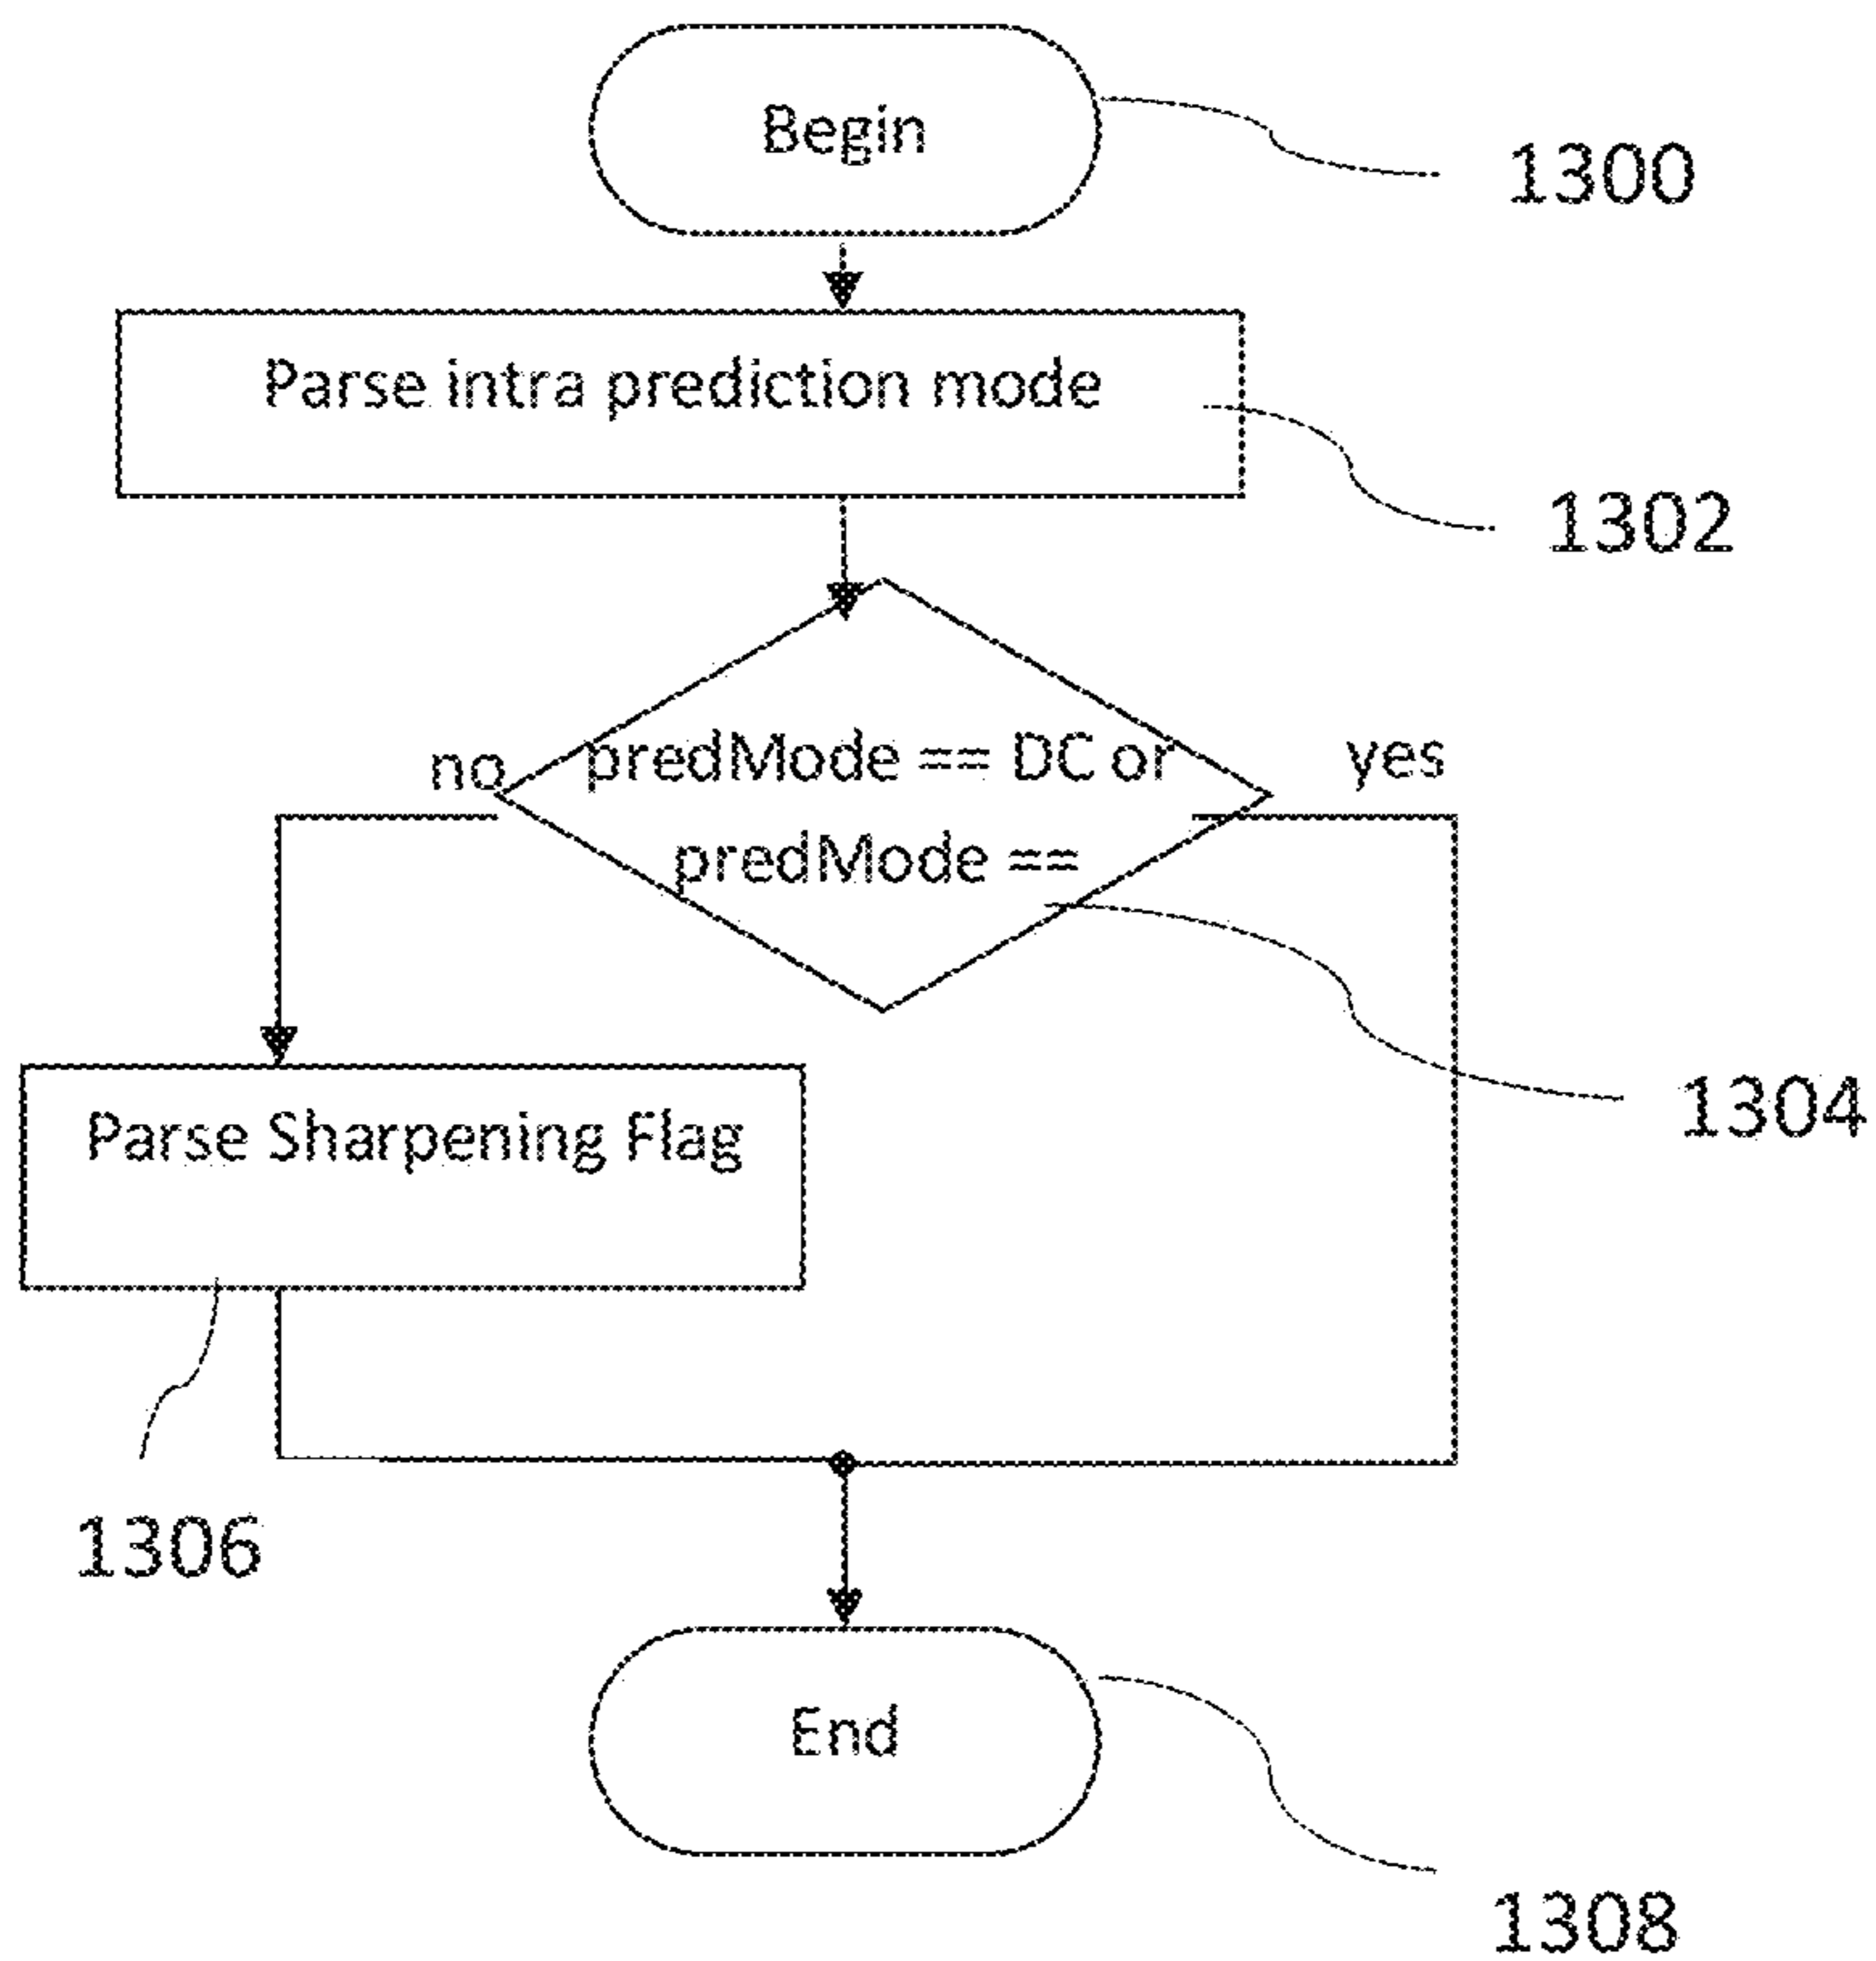 Begin
1300
Parse intra prediction mode
1302
no
predMode == DC or
yes
predMode ==
1304
Parse Sharpening Flag
1306
End
1308